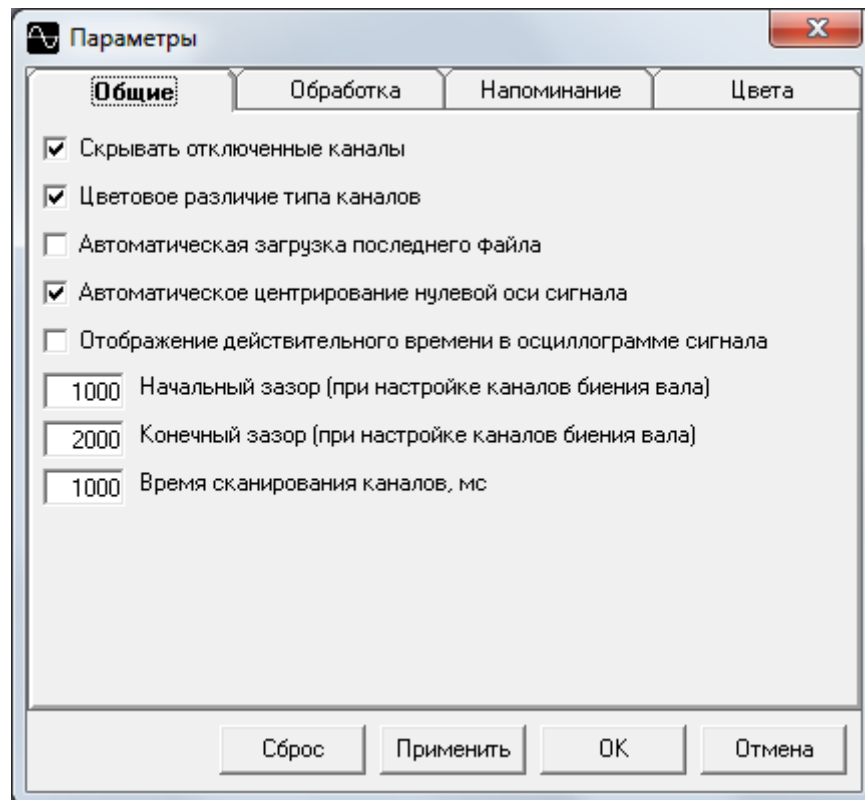 Параметры
Общие Обработка Напоминание Цвета
Скрывать отключенные каналы
Цветовое различие типа каналов
Автоматическая загрузка последнего файла
Автоматическое центрирование нулевой оси сигнала
Отображение действительного времени в осциллограмме сигнала
1000 Начальный зазор (при настройке каналов биения вала)
2000 Конечный зазор (при настройке каналов биения вала)
1000 Время сканирования каналов, мс
Сброс Применить OK Отмена